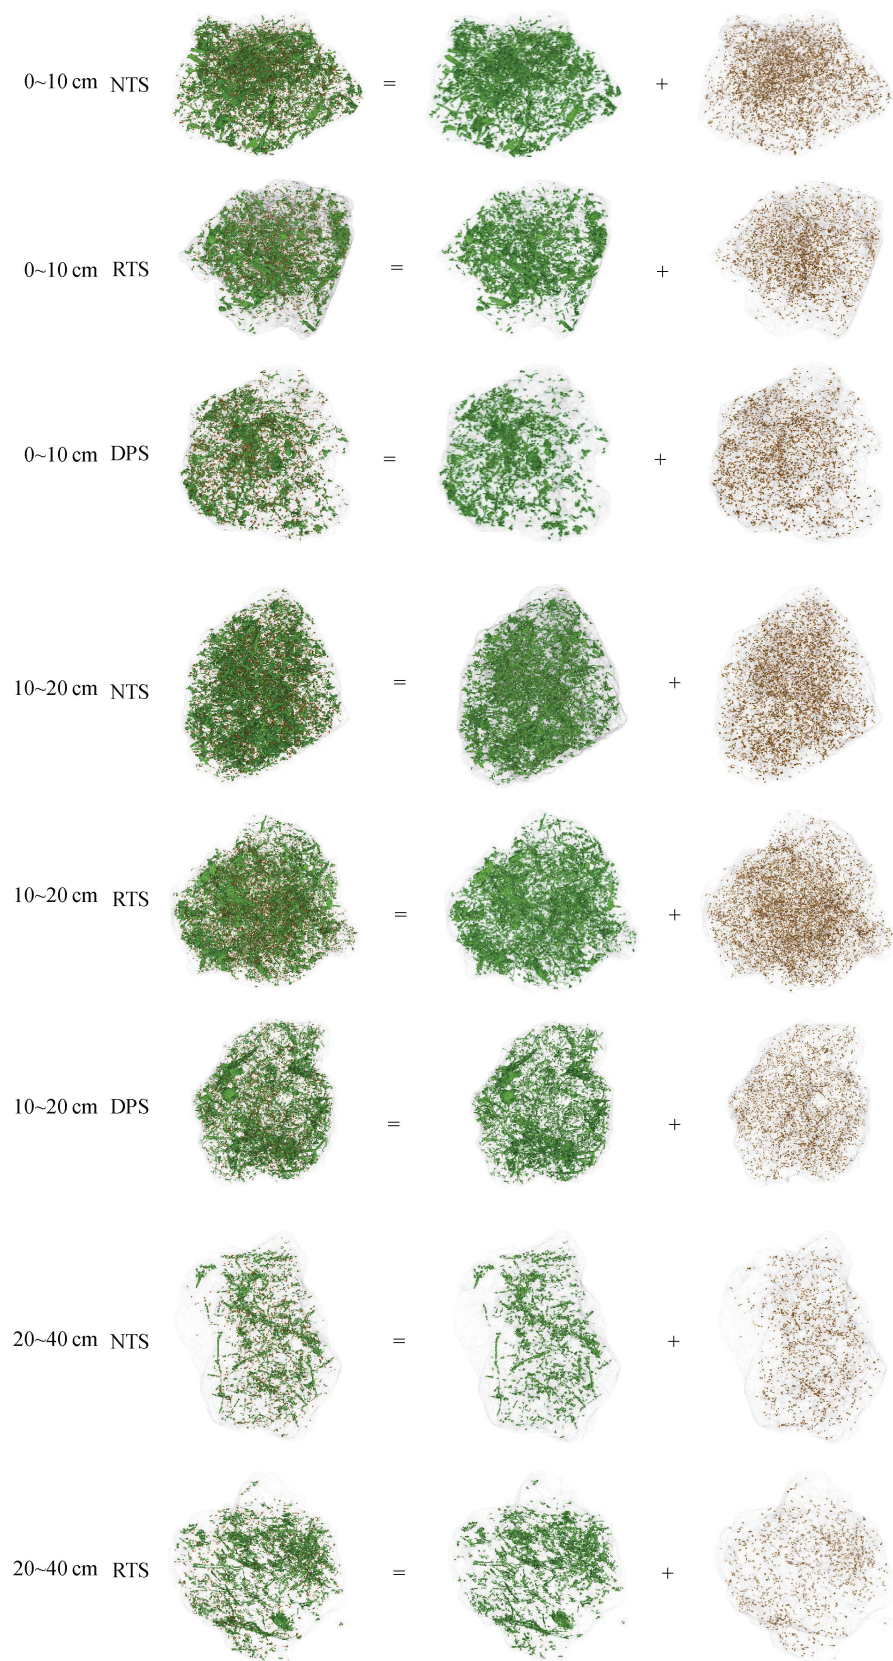 0~10 cm NTS = +
0~10 cm RTS = +
0~10 cm DPS = +
10~20 cm NTS = +
10~20 cm RTS = +
10~20 cm DPS = +
20~40 cm NTS = +
20~40 cm RTS = +